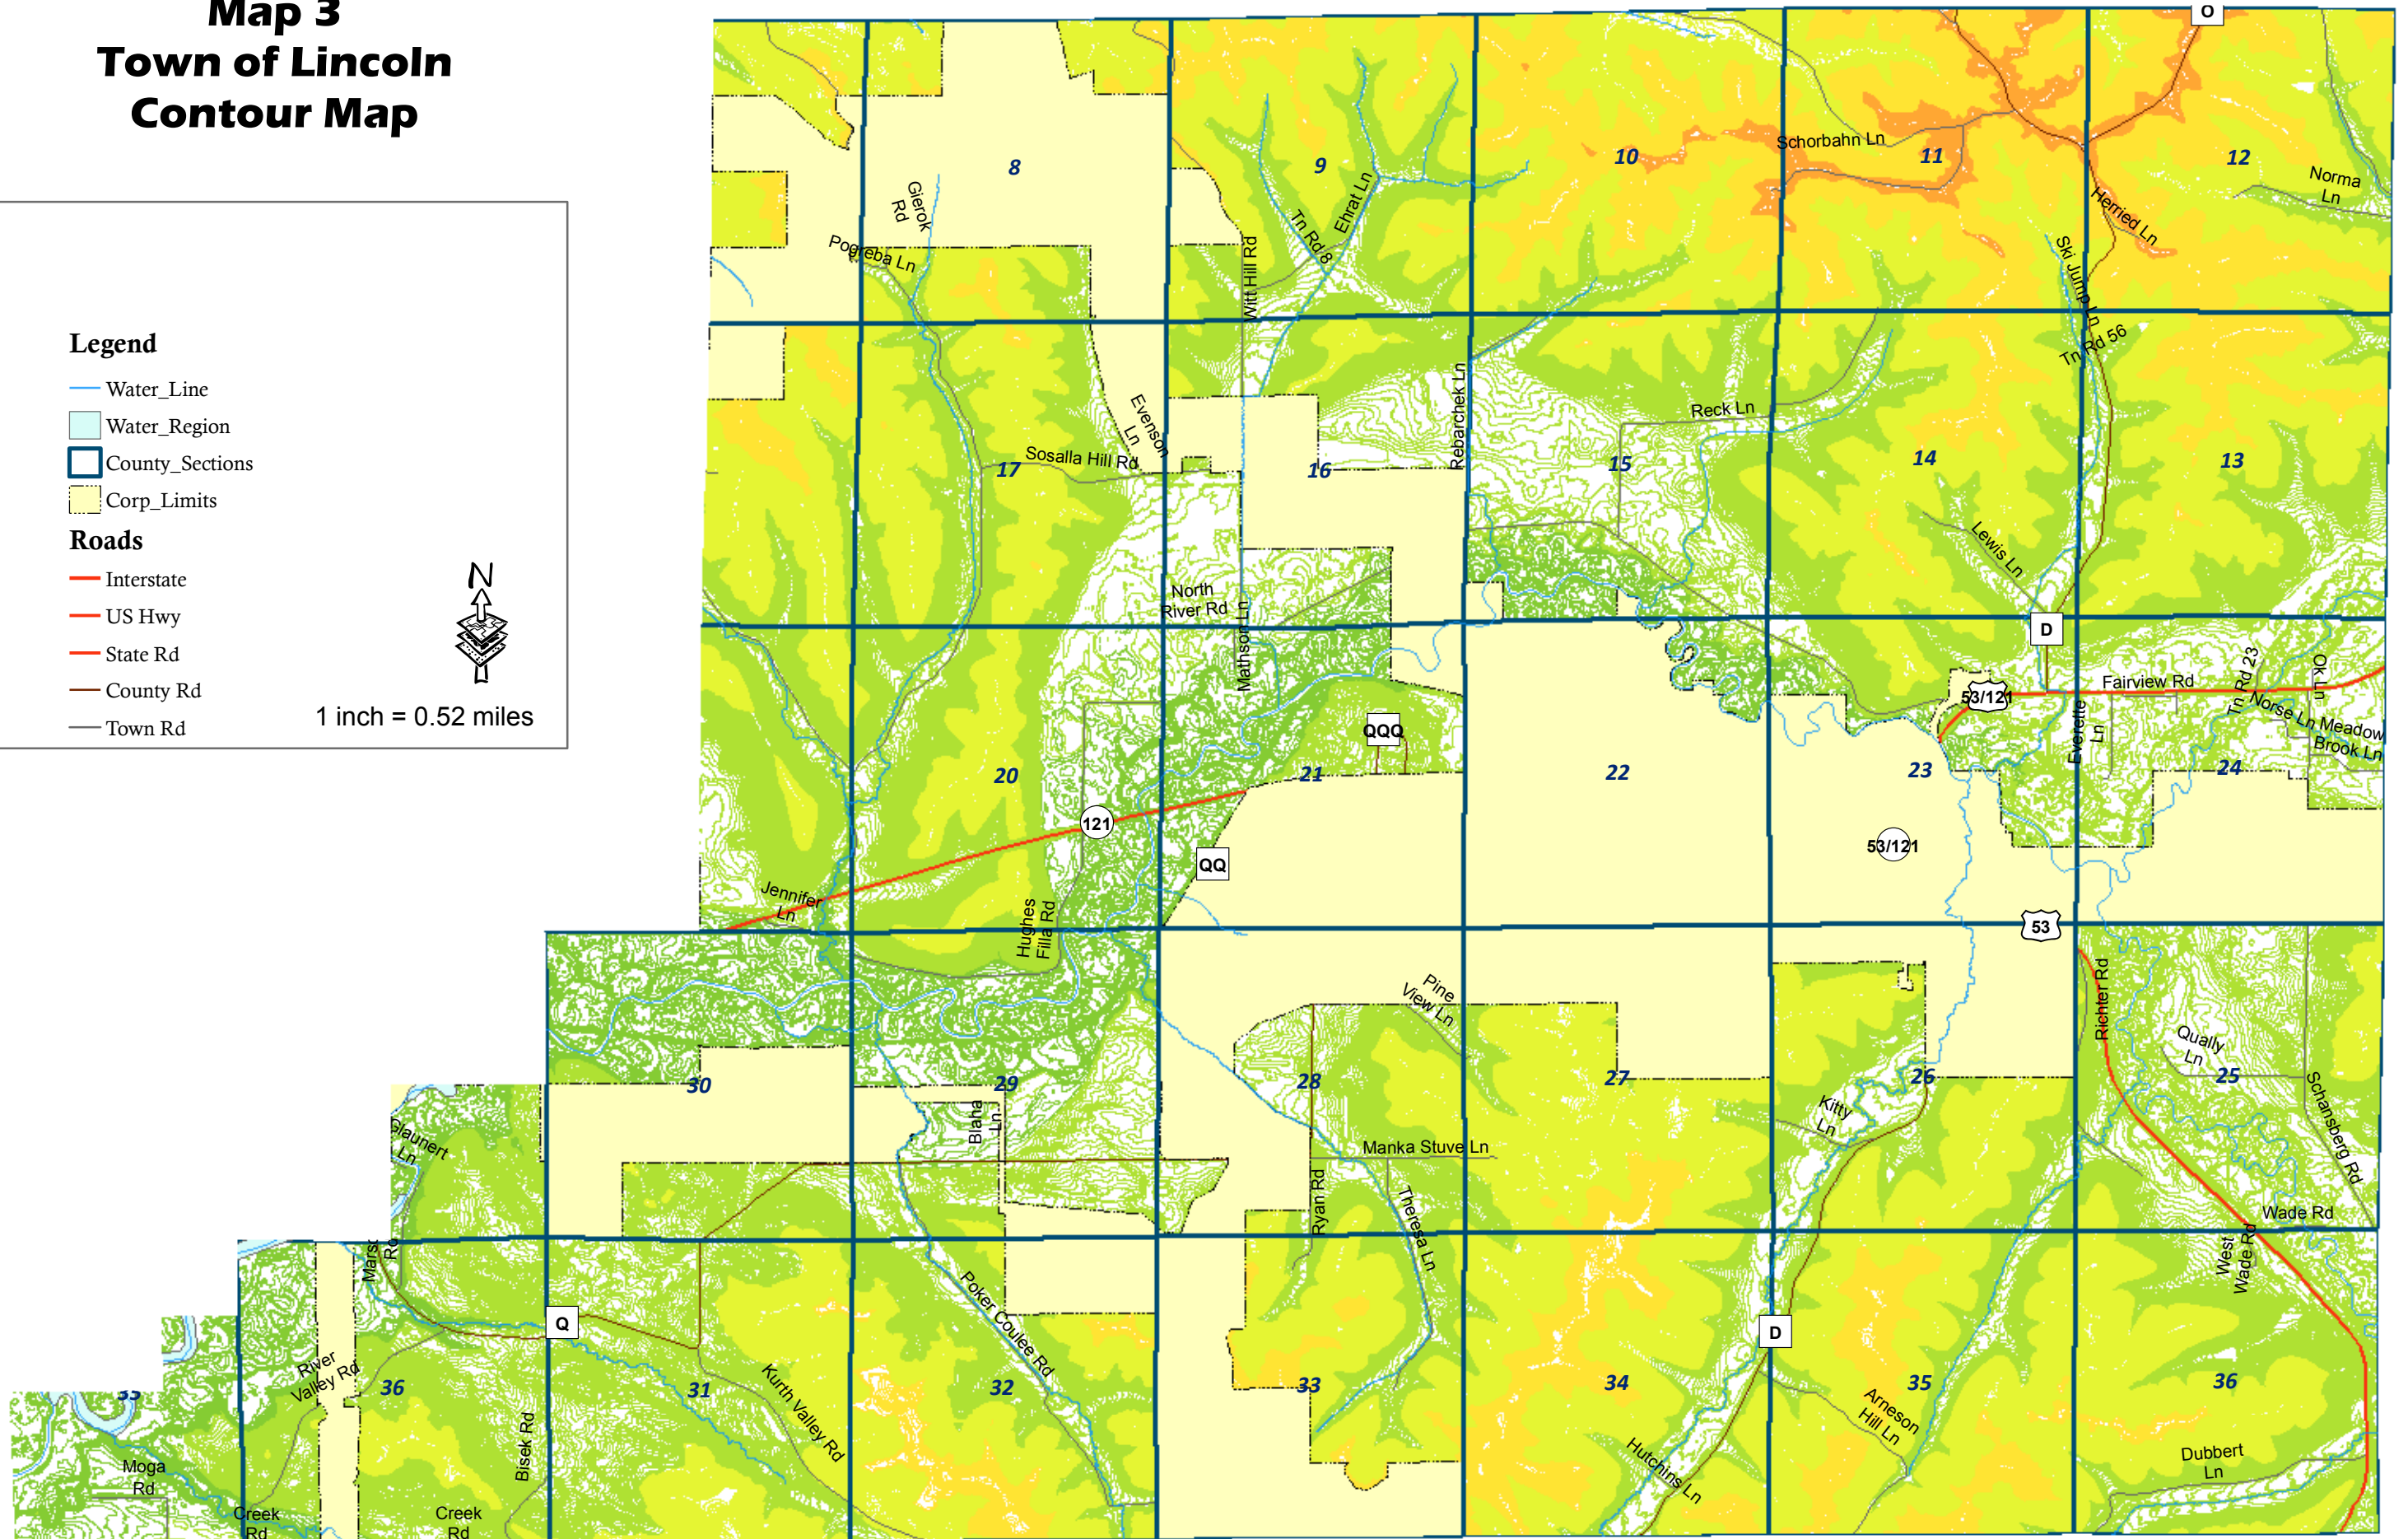 Map 3
Town of Lincoln
Contour Map
Legend
Water_Line
Water_Region
County_Sections
Corp_Limits
Roads
Interstate
US Hwy
State Rd
County Rd
Town Rd
N
1 inch = 0.52 miles
O
8
9
10
11
12
Schorbahn Ln
Norma
Ln
Gierok
Rd
Pogreba Ln
Tn Rd 8
Ehrat Ln
Witt Hill Rd
Herried Ln
Ski Jump Ln
Tn Rd 56
Evenson
Ln
Sosalla Hill Rd
Rebarchek Ln
Reck Ln
17
16
15
14
13
Lewis Ln
North
River Rd
Mathson Ln
D
53/121
Fairview Rd
Tn Rd 23
Ok Ln
Norse Ln
Meadow
Brook Ln
Everette
Ln
QQQ
20
21
22
23
24
121
QQ
53/121
Jennifer
Ln
Hughes
Filla Rd
53
Pine
View Ln
Richter Rd
Qually
Ln
Schansberg Rd
30
29
28
27
26
25
Blaha
Ln
Kitty
Ln
Glaunert
Ln
Manka Stuve Ln
Ryan Rd
Theresa Ln
Wade Rd
West
Wade Rd
Q
D
Poker Coulee Rd
River
Valley Rd
Kurth Valley Rd
36
31
32
33
34
35
36
Bisek Rd
Arneson
Hill Ln
Hutchins Ln
Dubbert
Ln
Moga
Rd
Creek
Rd
Creek
Rd